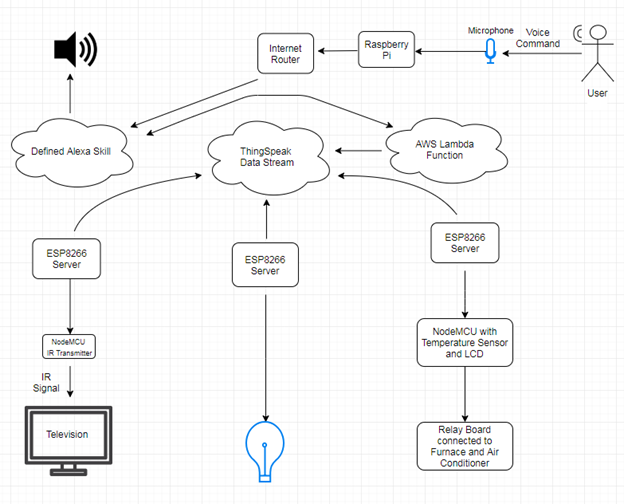 Microphone
Voice
Command
User
Raspberry
Pi
Internet
Router
Defined Alexa Skill
ThingSpeak
Data Stream
AWS Lambda
Function
ESP8266
Server
ESP8266
Server
ESP8266
Server
NodeMCU
IR Transmitter
IR
Signal
Television
NodeMCU with
Temperature Sensor
and LCD
Relay Board
connected to
Furnace and Air
Conditioner